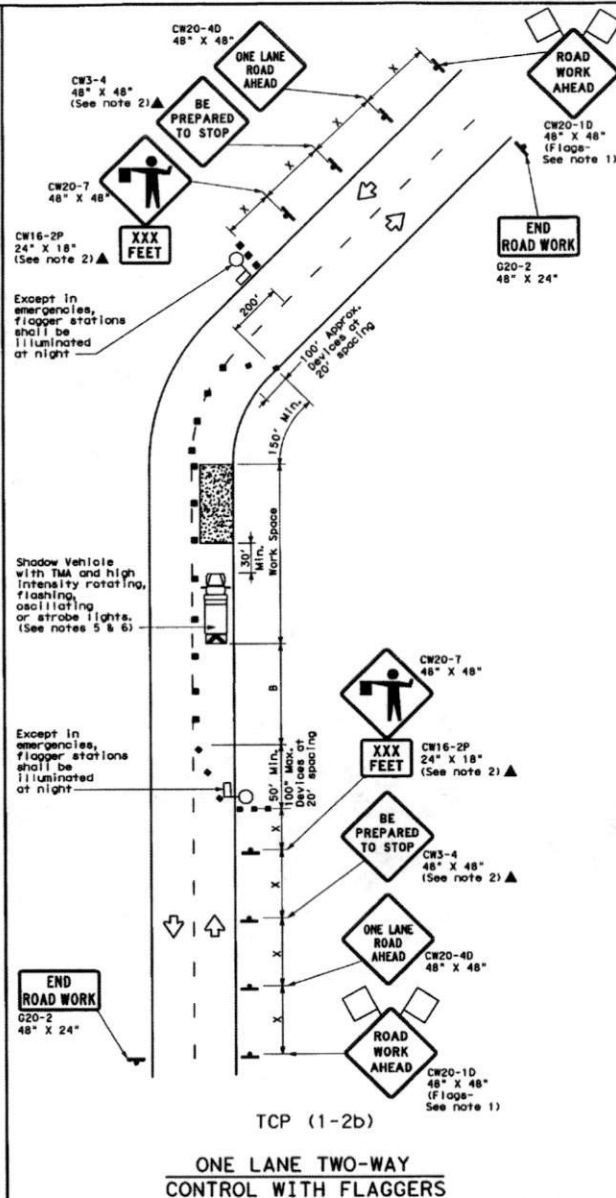 CW20-4D
48" X 48"
ONE LANE
ROAD
AHEAD
CW3-4
48" X 48"
(See note 2) ▲
BE
PREPARED
TO STOP
CW20-7
48" X 48"
XXX
FEET
CW16-2P
24" X 18"
(See note 2) ▲
X
X
X
X
ROAD
WORK
AHEAD
CW20-1D
48" X 48"
(Flags-
See note 1)
END
ROAD WORK
G20-2
48" X 24"
Except in
emergencies,
flagger stations
shall be
illuminated
at night
200'
100' Approx.
Devices at
20' spacing
150' Min.
Work Space
30'
Min.
Shadow Vehicle
with TMA and high
intensity rotating,
flashing,
oscillating
or strobe lights.
(See notes 5 & 6)
B
Except in
emergencies,
flagger stations
shall be
illuminated
at night
50' Min.
100" Max.
Devices at
20' spacing
CW20-7
48" X 48"
XXX
FEET
CW16-2P
24" X 18"
(See note 2) ▲
X
BE
PREPARED
TO STOP
CW3-4
48" X 48"
(See note 2) ▲
X
ONE LANE
ROAD
AHEAD
CW20-4D
48" X 48"
X
X
ROAD
WORK
AHEAD
CW20-1D
48" X 48"
(Flags-
See note 1)
END
ROAD WORK
G20-2
48" X 24"
TCP (1-2b)
ONE LANE TWO-WAY
CONTROL WITH FLAGGERS